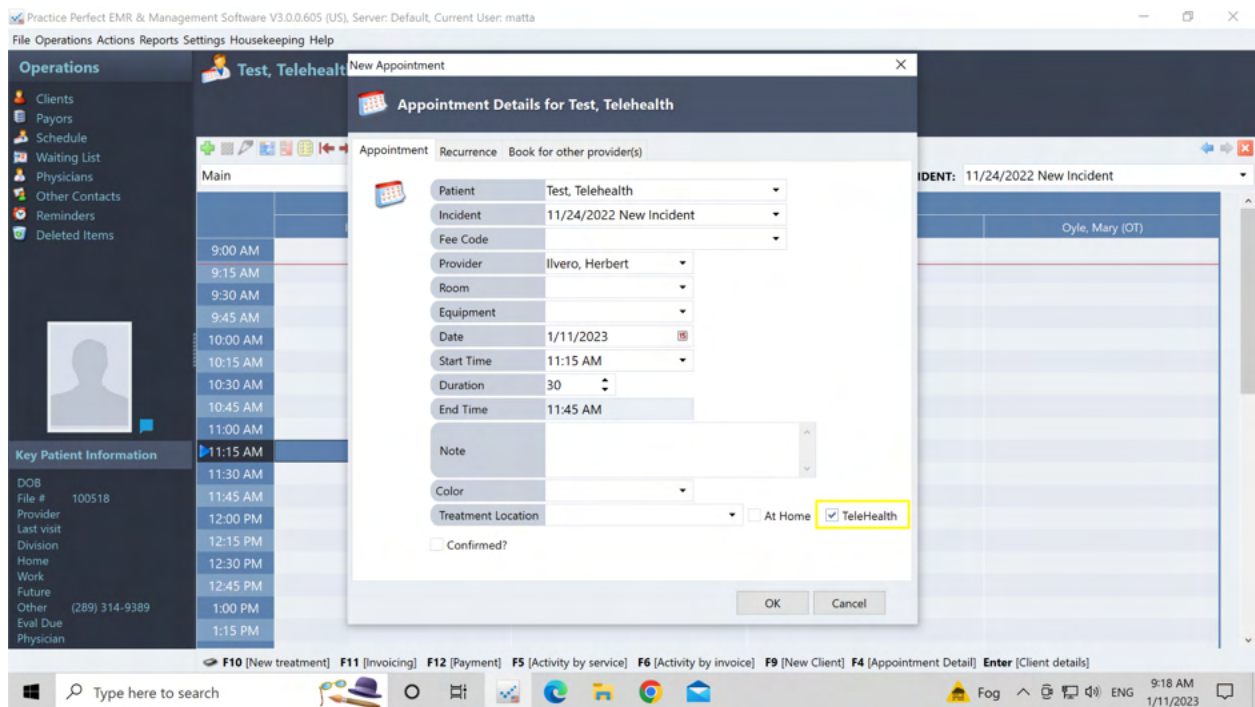 Practice Perfect EMR & Management Software V3.0.0.605 (US), Server: Default, Current User: matta
File Operations Actions Reports Settings Housekeeping Help
Operations
Clients
Payors
Schedule
Waiting List
Physicians
Other Contacts
Reminders
Deleted Items
Key Patient Information
DOB
File # 100518
Provider
Last visit
Division
Home
Work
Future
Other (289) 314-9389
Eval Due
Physician
Test, Telehealt
Main
IDENT: 11/24/2022 New Incident
Oyle, Mary (OT)
9:00 AM
9:15 AM
9:30 AM
9:45 AM
10:00 AM
10:15 AM
10:30 AM
10:45 AM
11:00 AM
11:15 AM
11:30 AM
11:45 AM
12:00 PM
12:15 PM
12:30 PM
12:45 PM
1:00 PM
1:15 PM
New Appointment
Appointment Details for Test, Telehealth
Appointment Recurrence Book for other provider(s)
Patient Test, Telehealth
Incident 11/24/2022 New Incident
Fee Code
Provider Ilvero, Herbert
Room
Equipment
Date 1/11/2023
Start Time 11:15 AM
Duration 30
End Time 11:45 AM
Note
Color
Treatment Location At Home TeleHealth
Confirmed?
OK Cancel
F10 [New treatment] F11 [Invoicing] F12 [Payment] F5 [Activity by service] F6 [Activity by invoice] F9 [New Client] F4 [Appointment Detail] Enter [Client details]
Type here to search Fog ENG 9:18 AM
1/11/2023